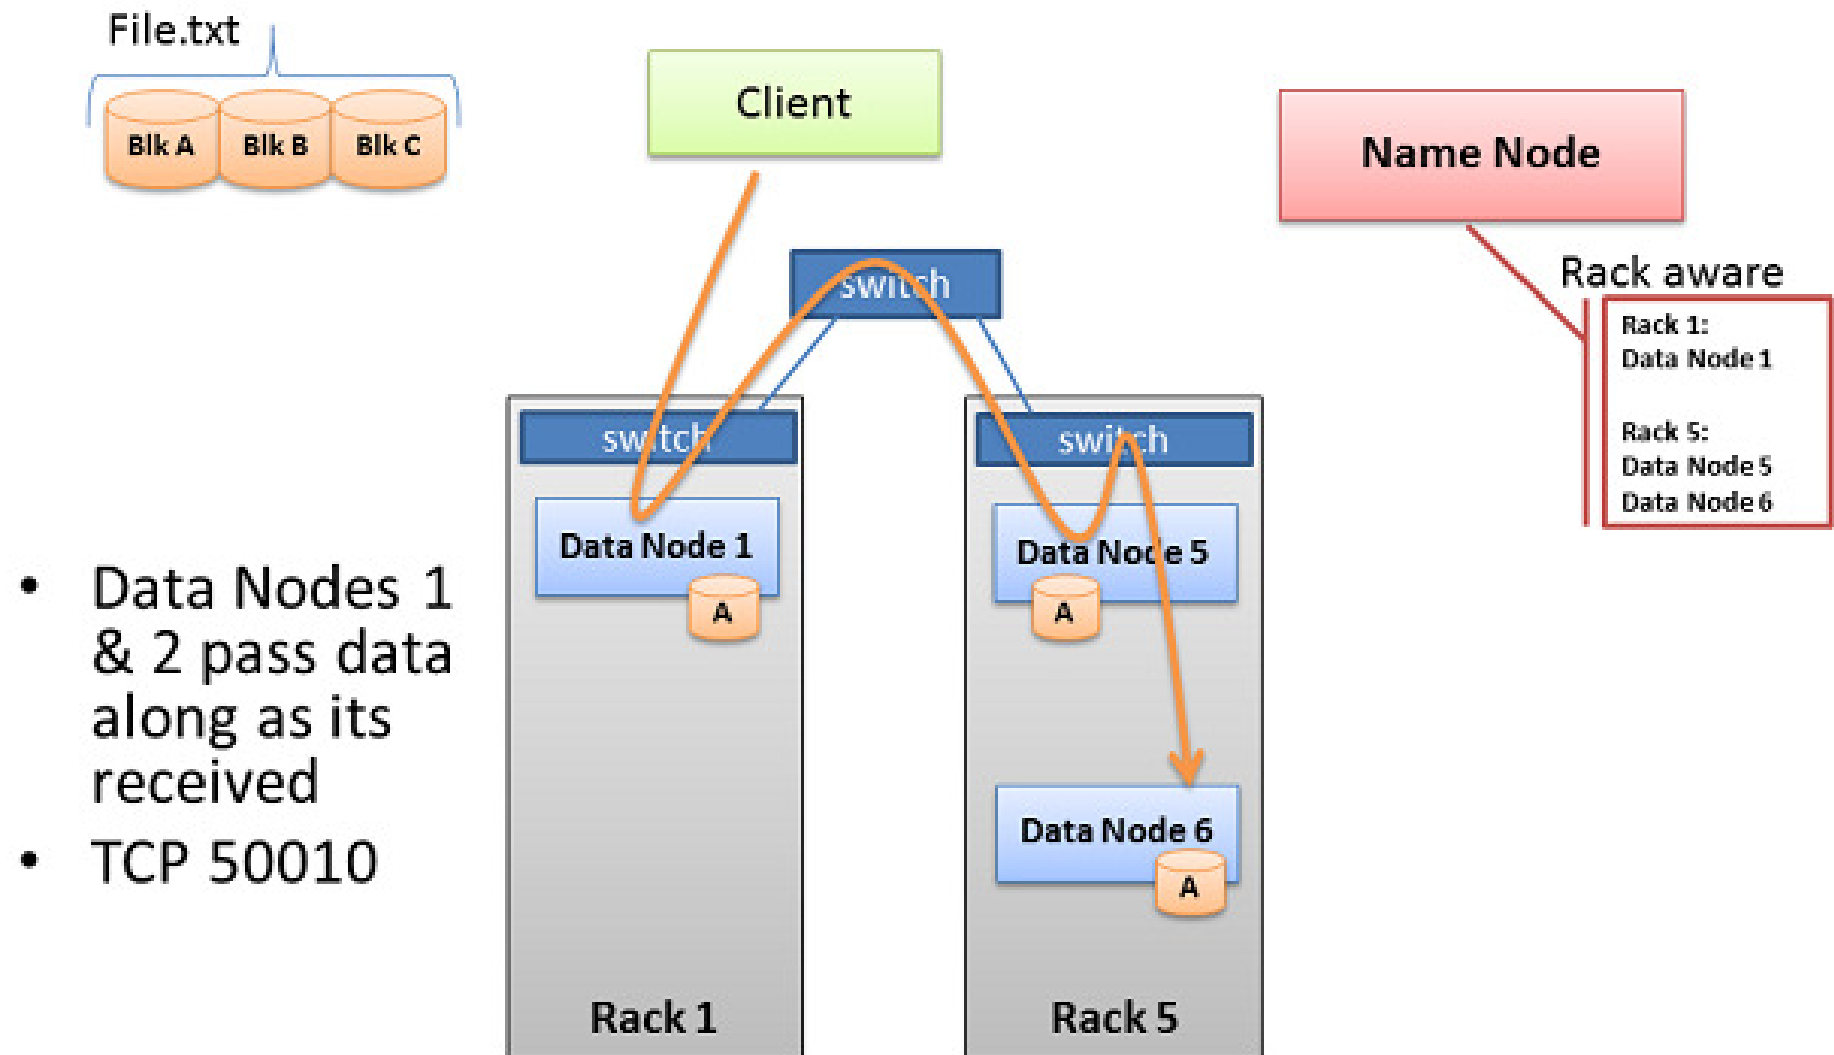 File.txt
Blk A
Blk B
Blk C
Client
Name Node
switch
Rack aware
Rack 1:
Data Node 1
Rack 5:
Data Node 5
Data Node 6
switch
Data Node 1
A
Rack 1
switch
Data Node 5
A
Data Node 6
A
Rack 5
• Data Nodes 1
& 2 pass data
along as its
received
• TCP 50010